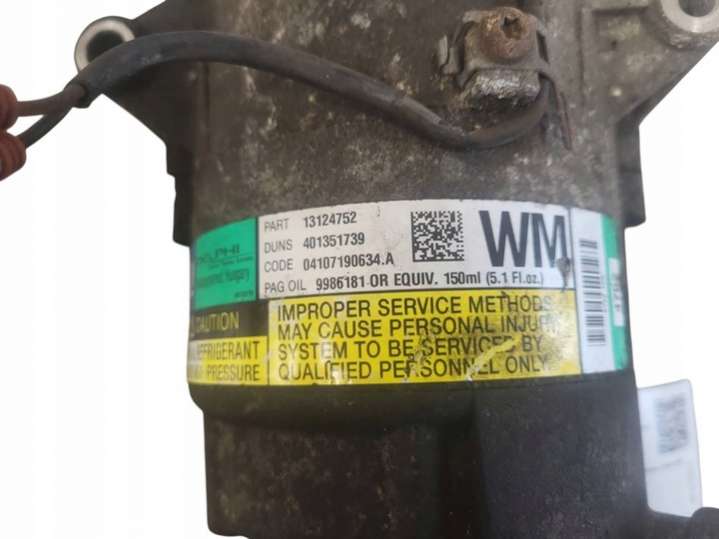 DELPHI
Hungary
PART 13124752
DUNS 401351739
CODE 04107190634.A
PAG OIL 9986181 OR EQUIV. 150ml (5.1 Fl.oz.)
WM
CAUTION
REFRIGERANT
PRESSURE
IMPROPER SERVICE METHODS
MAY CAUSE PERSONAL INJURY
SYSTEM TO BE SERVICED BY
QUALIFIED PERSONNEL ONLY.